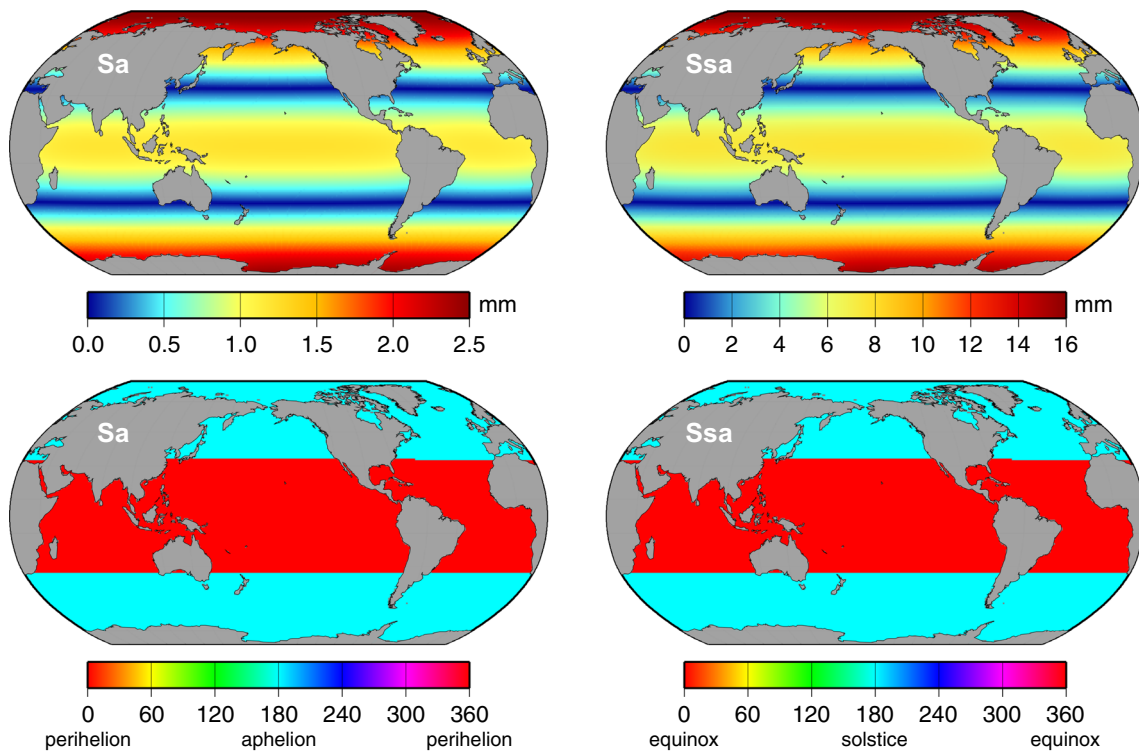 Sa
Ssa
0.0 0.5 1.0 1.5 2.0 2.5 mm
0 2 4 6 8 10 12 14 16 mm
Sa
Ssa
0 60 120 180 240 300 360
perihelion aphelion perihelion
0 60 120 180 240 300 360
equinox solstice equinox